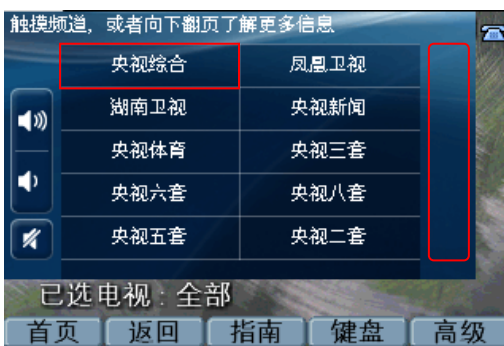 触摸频道，或者向下翻页了解更多信息
央视综合 凤凰卫视
湖南卫视 央视新闻
央视体育 央视三套
央视六套 央视八套
央视五套 央视二套
已选电视：全部
首页 返回 指南 键盘 高级